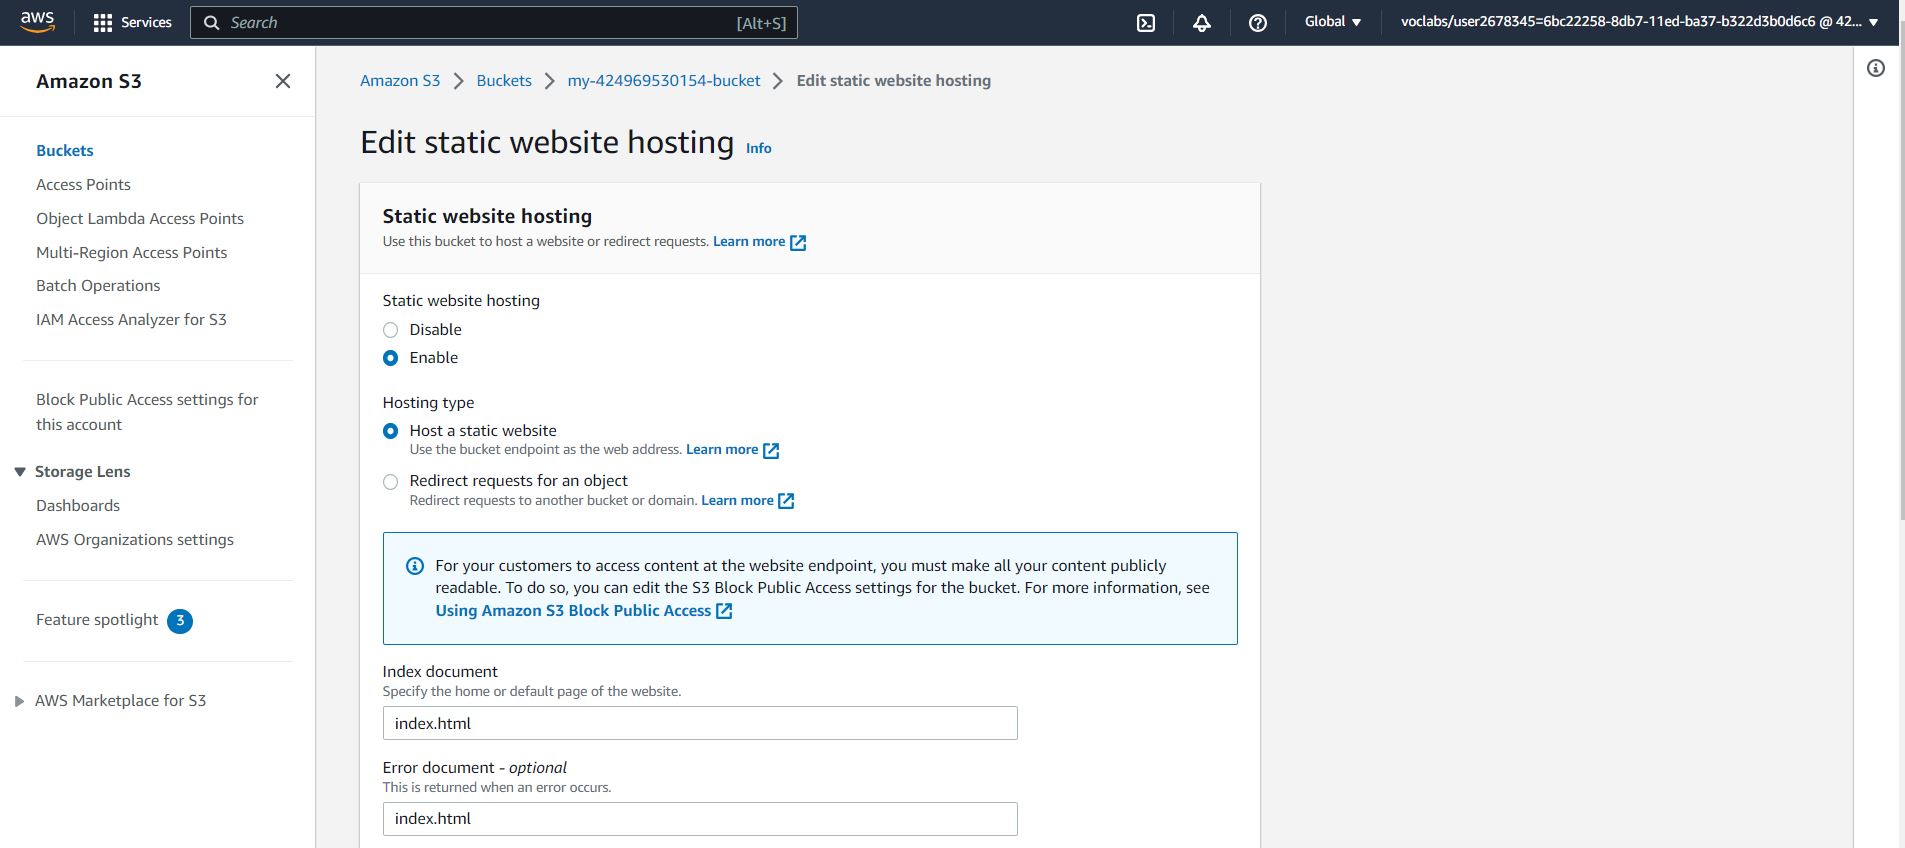 aws Services Search [Alt+S] Global voclabs/user2678345=6bc22258-8db7-11ed-ba37-b322d3b0d6c6 @ 42...
Amazon S3
Buckets
Access Points
Object Lambda Access Points
Multi-Region Access Points
Batch Operations
IAM Access Analyzer for S3
Block Public Access settings for
this account
Storage Lens
Dashboards
AWS Organizations settings
Feature spotlight 3
AWS Marketplace for S3
Amazon S3 Buckets my-424969530154-bucket Edit static website hosting
Edit static website hosting Info
Static website hosting
Use this bucket to host a website or redirect requests. Learn more
Static website hosting
Disable
Enable
Hosting type
Host a static website
Use the bucket endpoint as the web address. Learn more
Redirect requests for an object
Redirect requests to another bucket or domain. Learn more
For your customers to access content at the website endpoint, you must make all your content publicly
readable. To do so, you can edit the S3 Block Public Access settings for the bucket. For more information, see
Using Amazon S3 Block Public Access
Index document
Specify the home or default page of the website.
index.html
Error document - optional
This is returned when an error occurs.
index.html